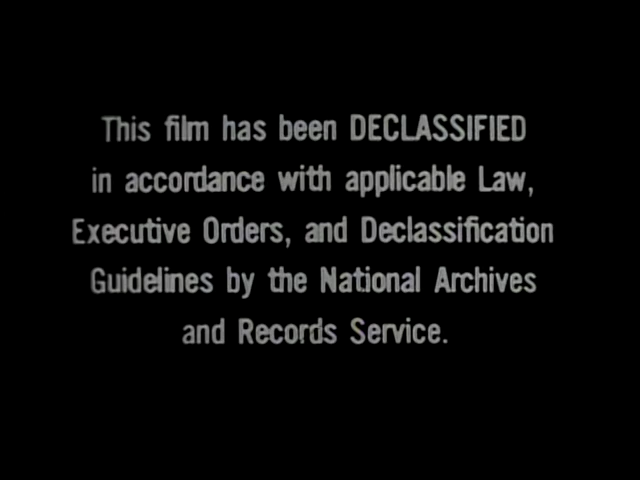 This film has been DECLASSIFIED
in accordance with applicable Law,
Executive Orders, and Declassification
Guidelines by the National Archives
and Records Service.